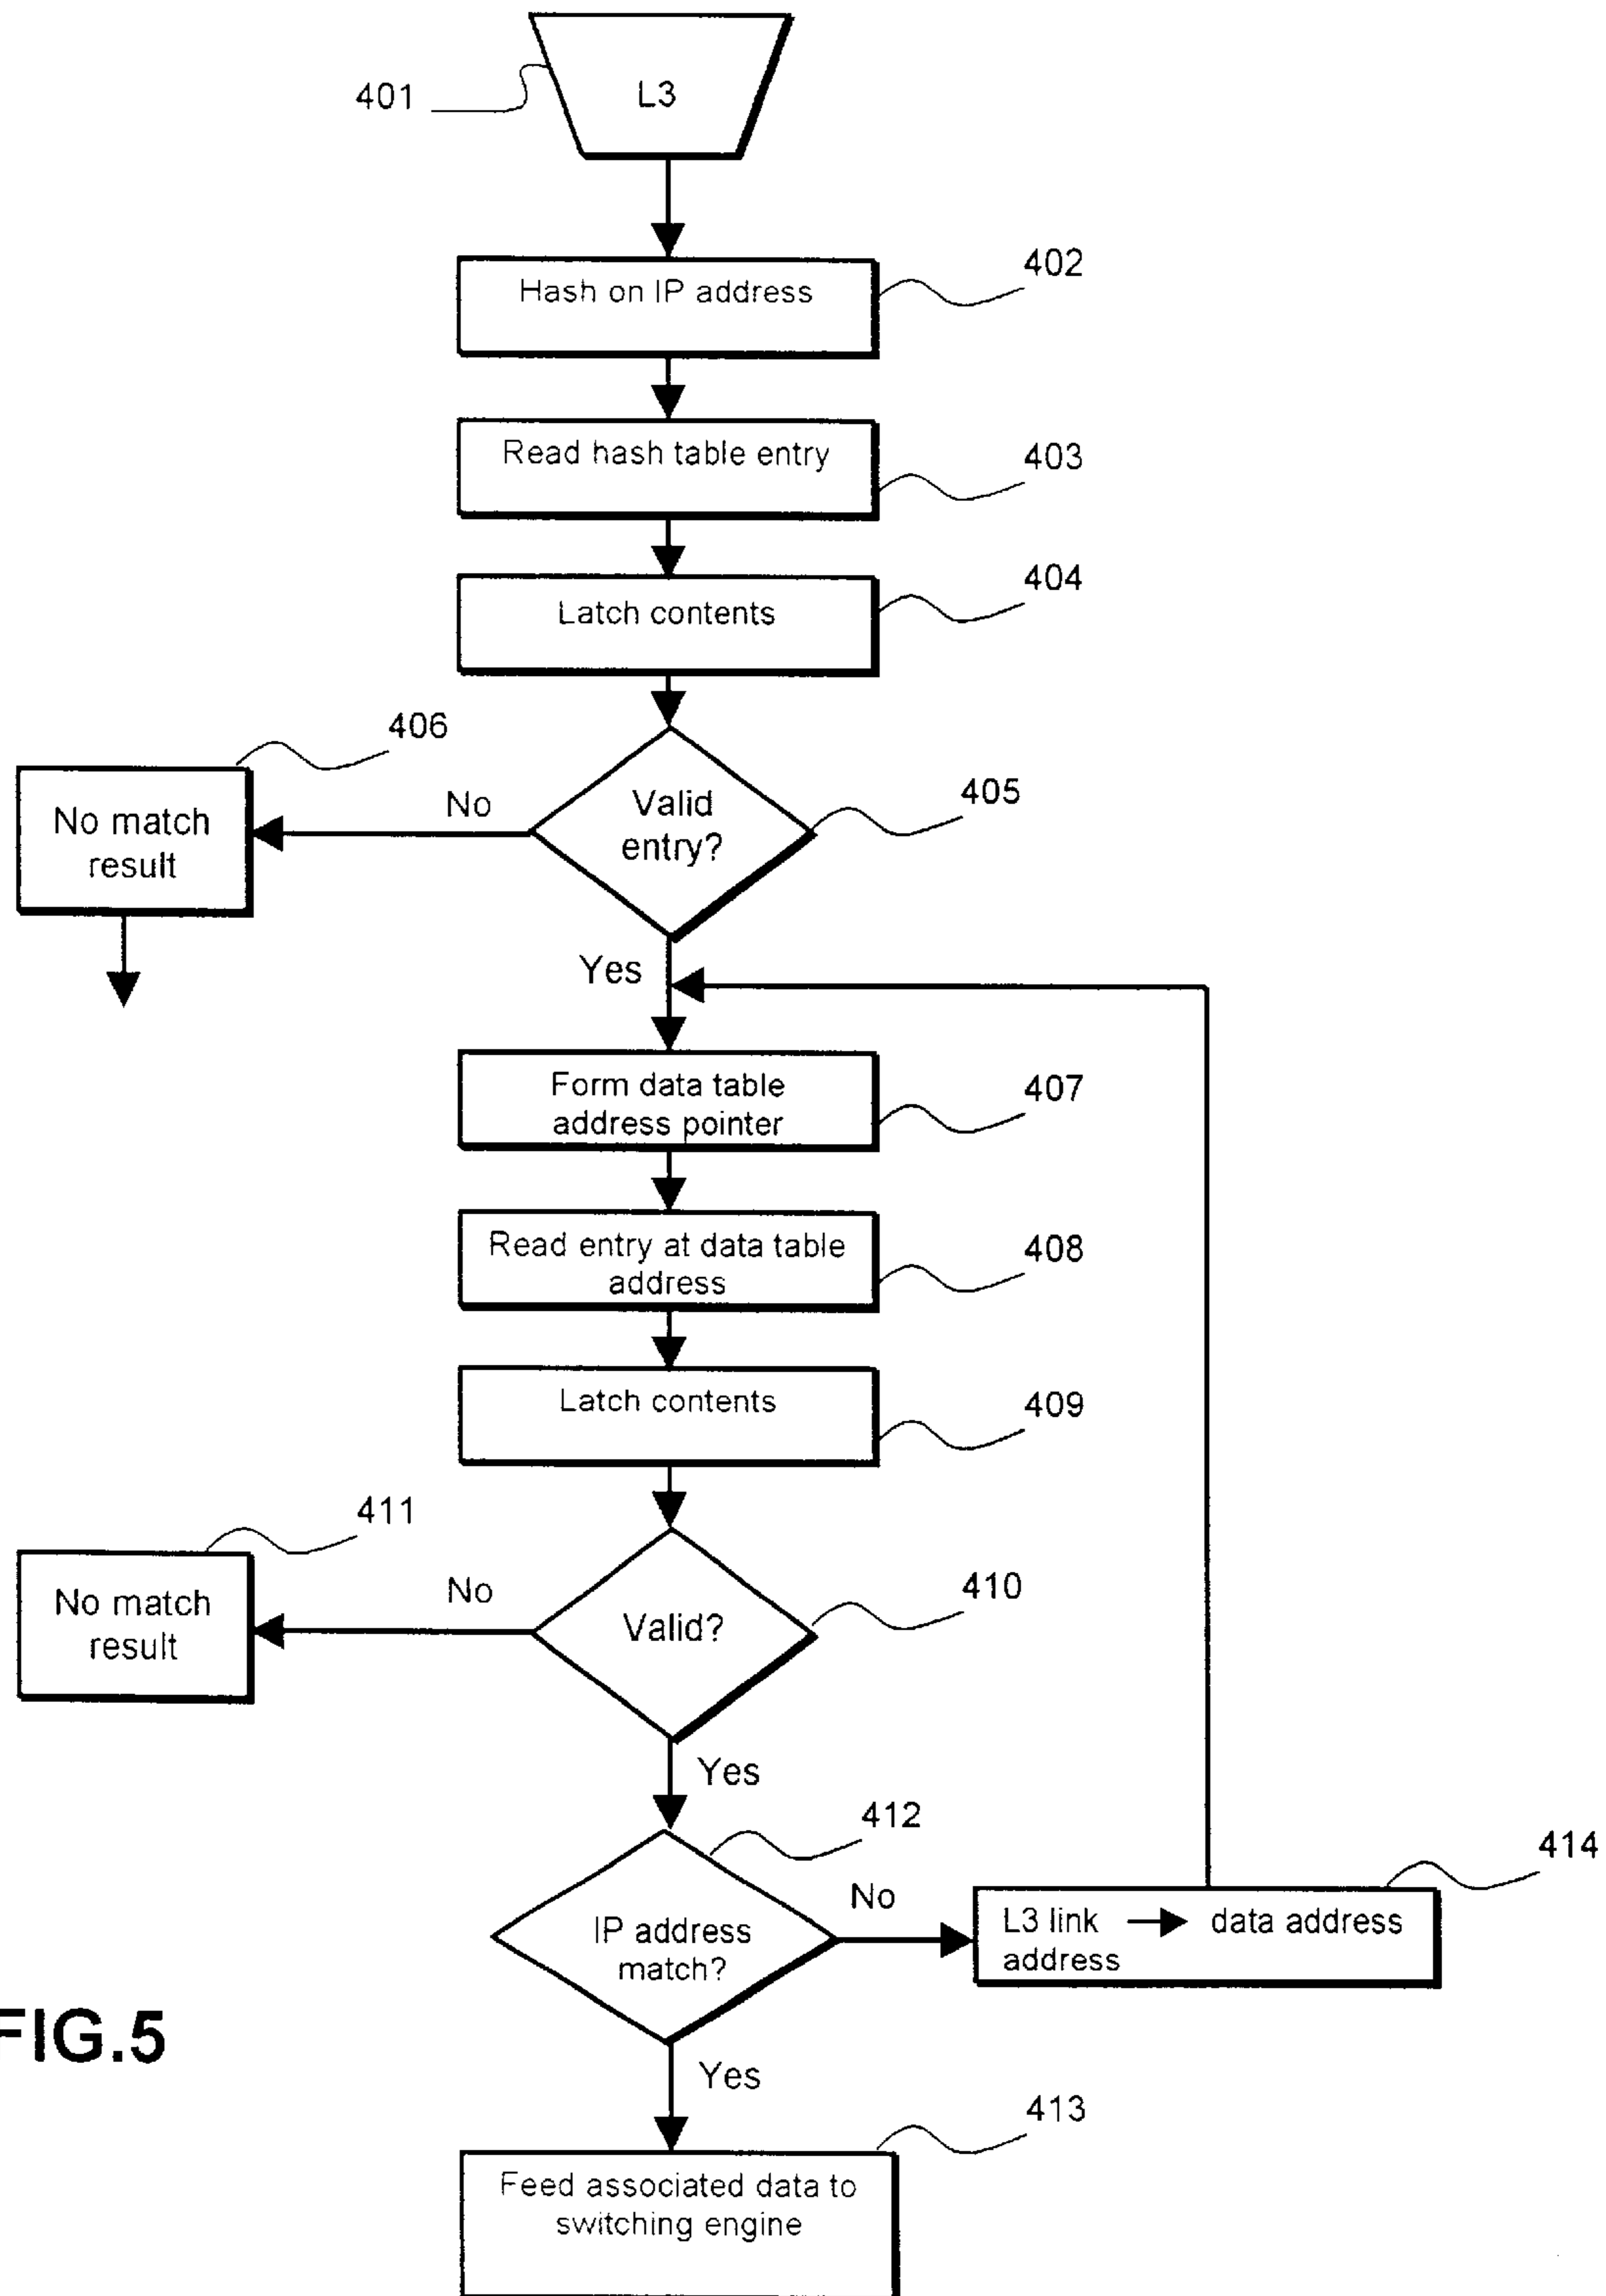 L3
401
402
Hash on IP address
403
Read hash table entry
404
Latch contents
406
405
No
Valid
entry?
No match
result
Yes
407
Form data table
address pointer
408
Read entry at data table
address
409
Latch contents
411
410
No
Valid?
No match
result
Yes
412
414
No
IP address
match?
L3 link → data address
address
FIG.5
Yes
413
Feed associated data to
switching engine